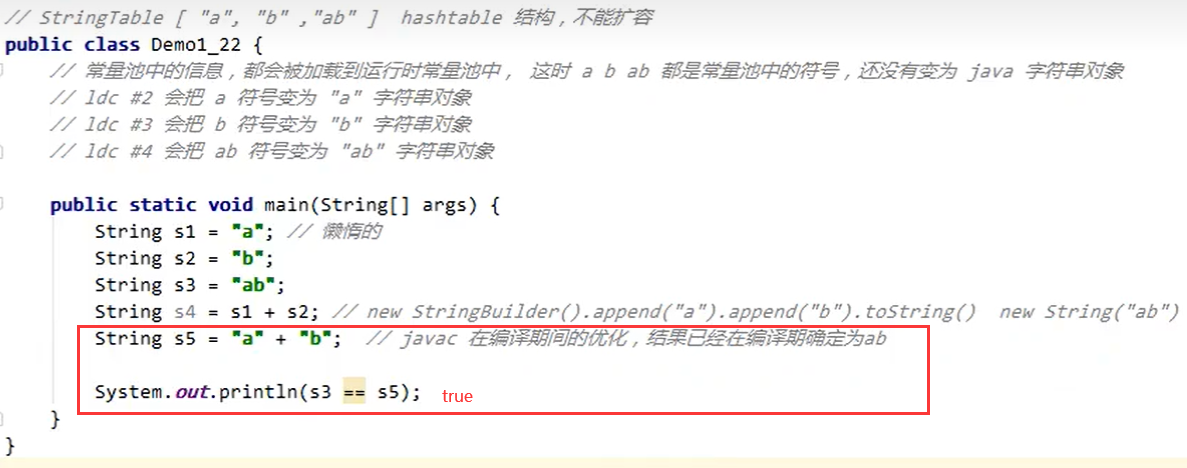 // StringTable [ "a", "b" ,"ab" ]  hashtable 结构，不能扩容
public class Demo1_22 {
    // 常量池中的信息，都会被加载到运行时常量池中， 这时 a b ab 都是常量池中的符号，还没有变为 java 字符串对象
    // ldc #2 会把 a 符号变为 "a" 字符串对象
    // ldc #3 会把 b 符号变为 "b" 字符串对象
    // ldc #4 会把 ab 符号变为 "ab" 字符串对象
    public static void main(String[] args) {
        String s1 = "a"; // 懒惰的
        String s2 = "b";
        String s3 = "ab";
        String s4 = s1 + s2; // new StringBuilder().append("a").append("b").toString()  new String("ab")
        String s5 = "a" + "b";  // javac 在编译期间的优化，结果已经在编译期确定为ab
        System.out.println(s3 == s5); true
    }
}